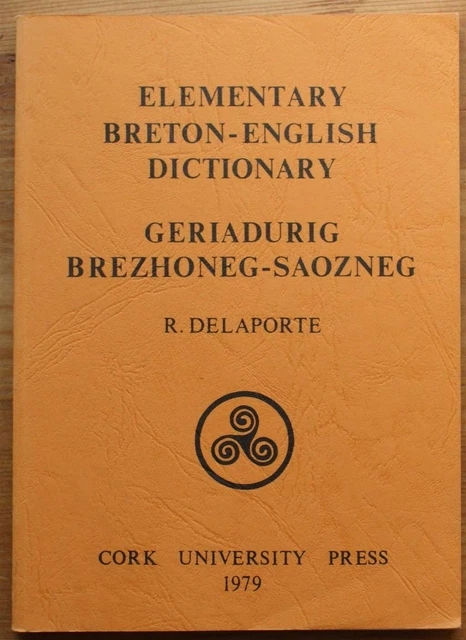 ELEMENTARY
BRETON-ENGLISH
DICTIONARY
GERIADURIG
BREZHONEG-SAOZNEG
R. DELAPORTE
CORK UNIVERSITY PRESS
1979